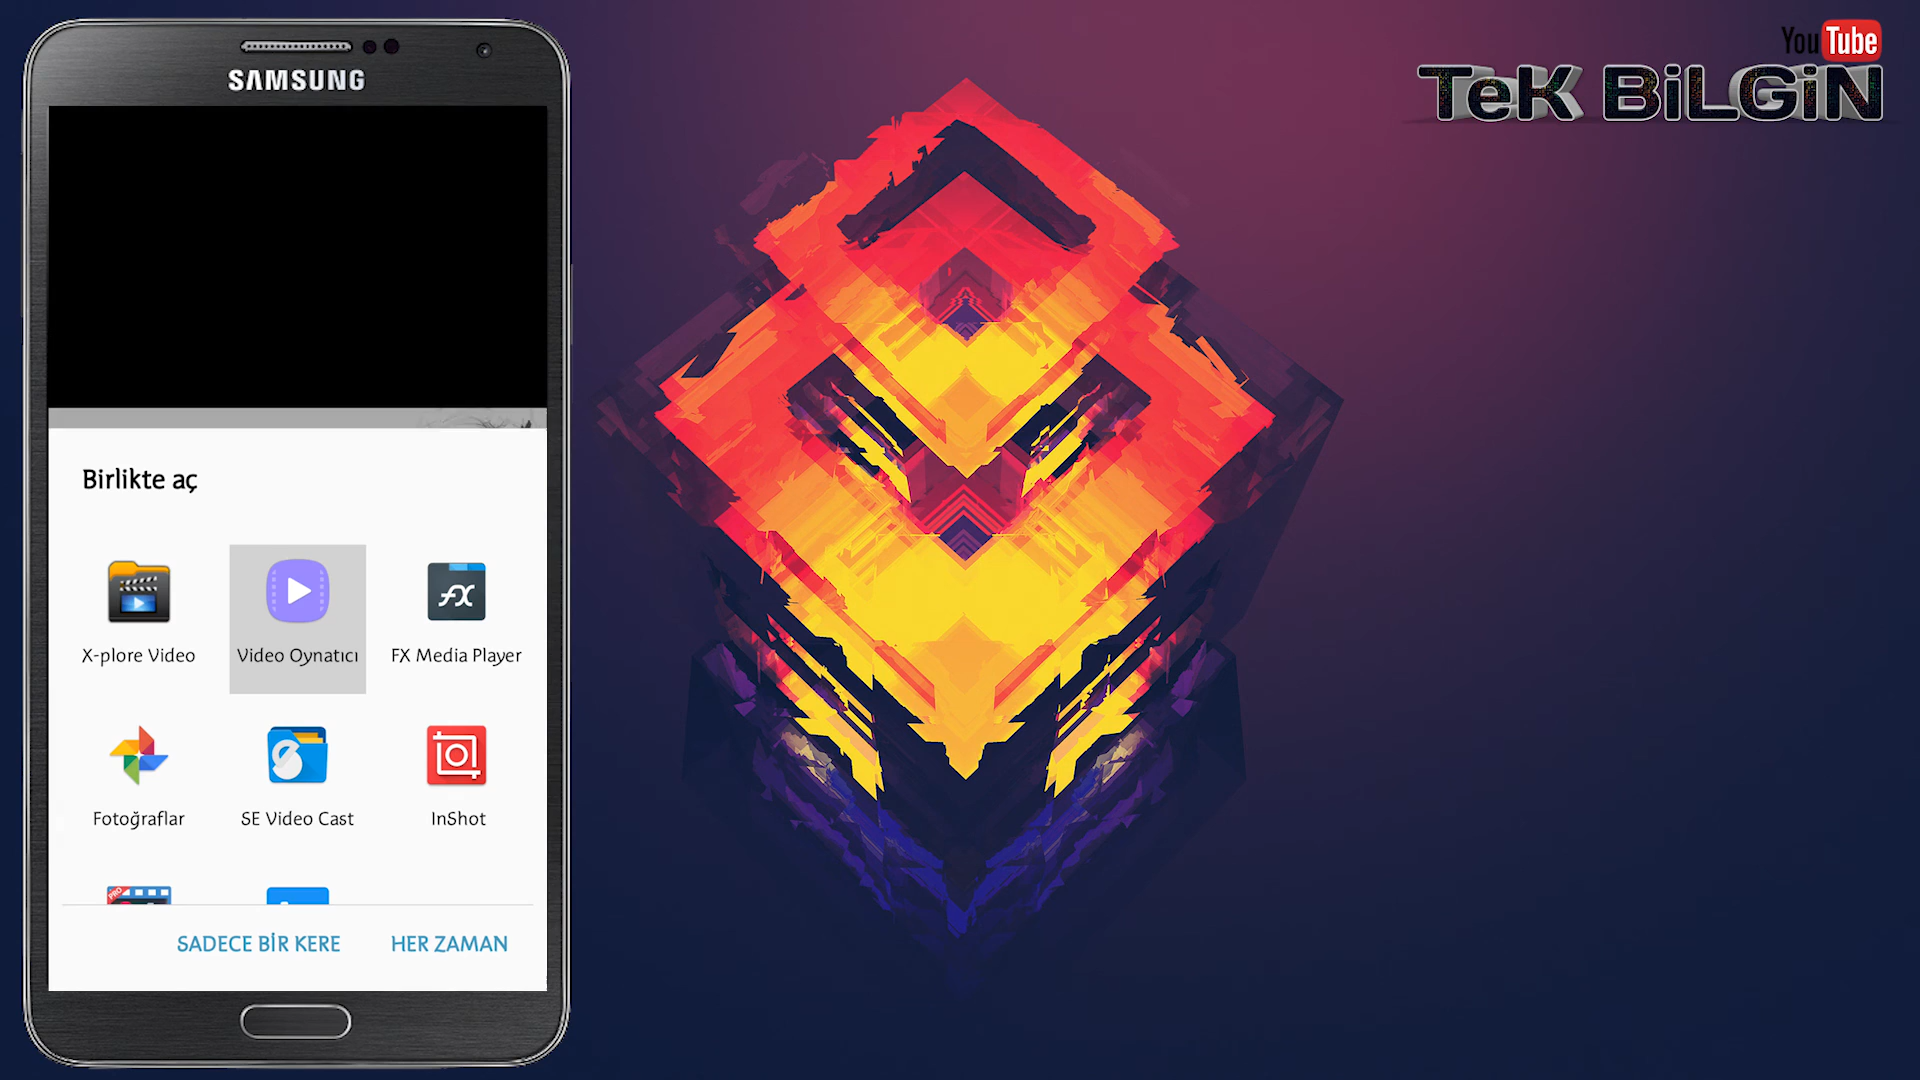 YouTube
TeK BiLGiN
SAMSUNG
Birlikte aç
X-plore Video
Video Oynatıcı
FX Media Player
Fotoğraflar
SE Video Cast
InShot
PRO
SADECE BİR KERE
HER ZAMAN